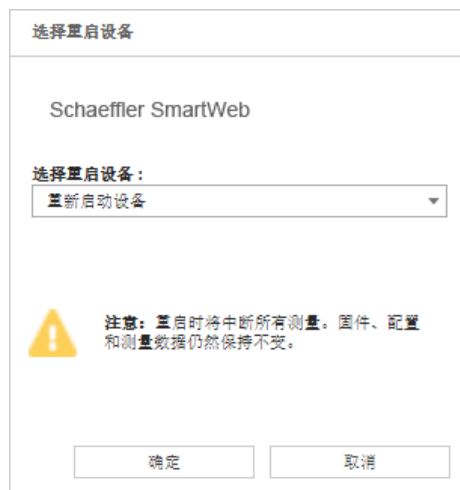 选择重启设备
Schaeffler SmartWeb
选择重启设备：
重新启动设备
注意：重启时将中断所有测量。固件、配置
和测量数据仍然保持不变。
确定
取消